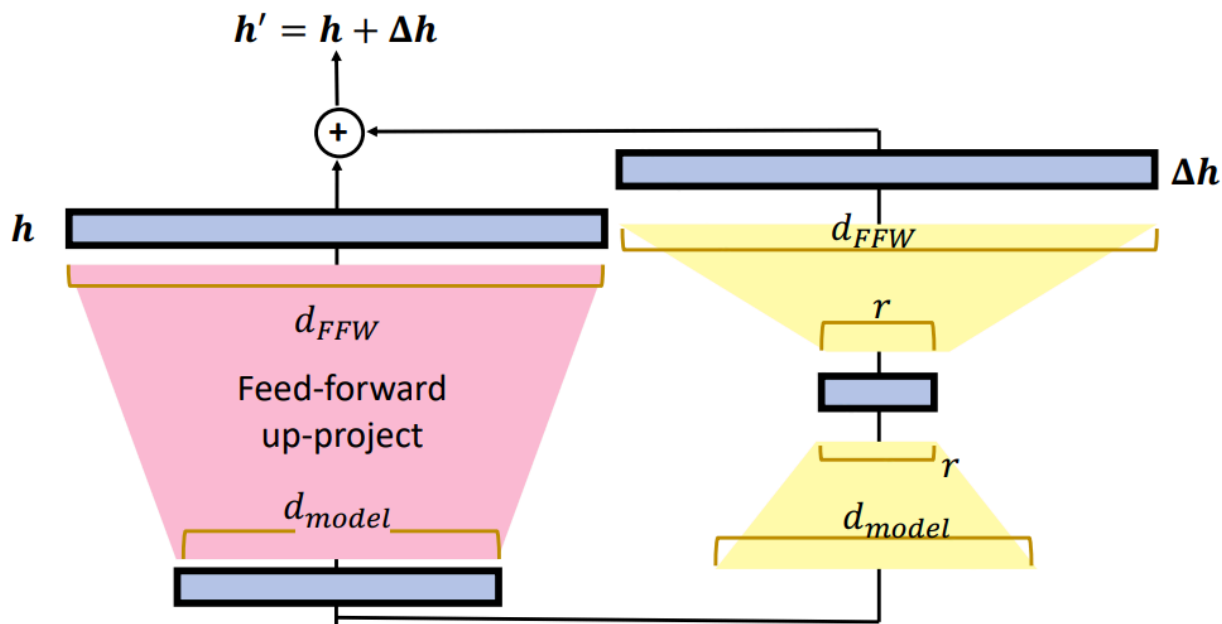 h′ = h + Δh
+
Δh
h
d_FFW
r
d_FFW
Feed-forward
up-project
r
d_model
d_model